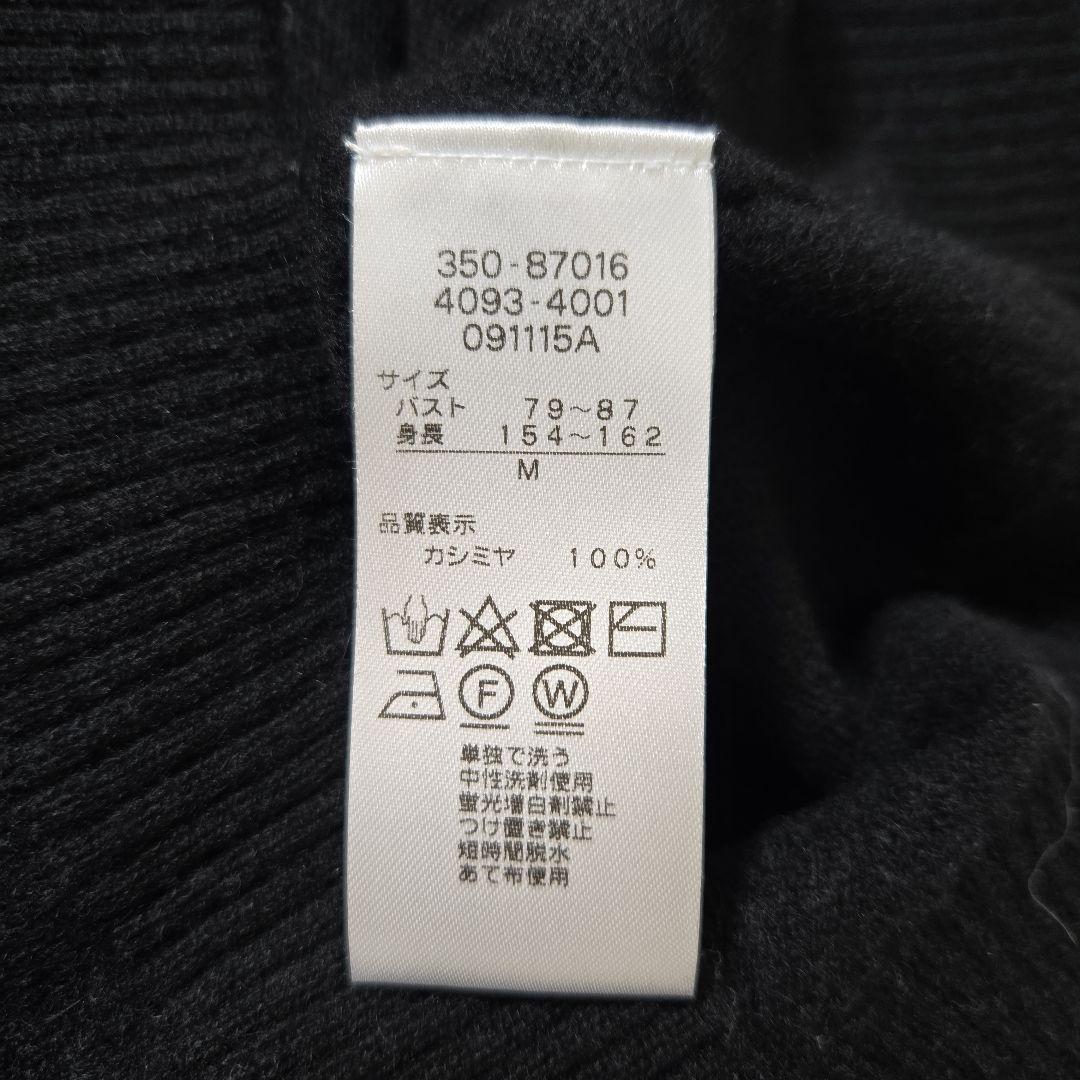 350-87016
4093-4001
091115A
サイズ
バスト 79～87
身長 154～162
M
品質表示
カシミヤ 100%
F W
単独で洗う
中性洗剤使用
蛍光増白剤禁止
つけ置き禁止
短時間脱水
あて布使用